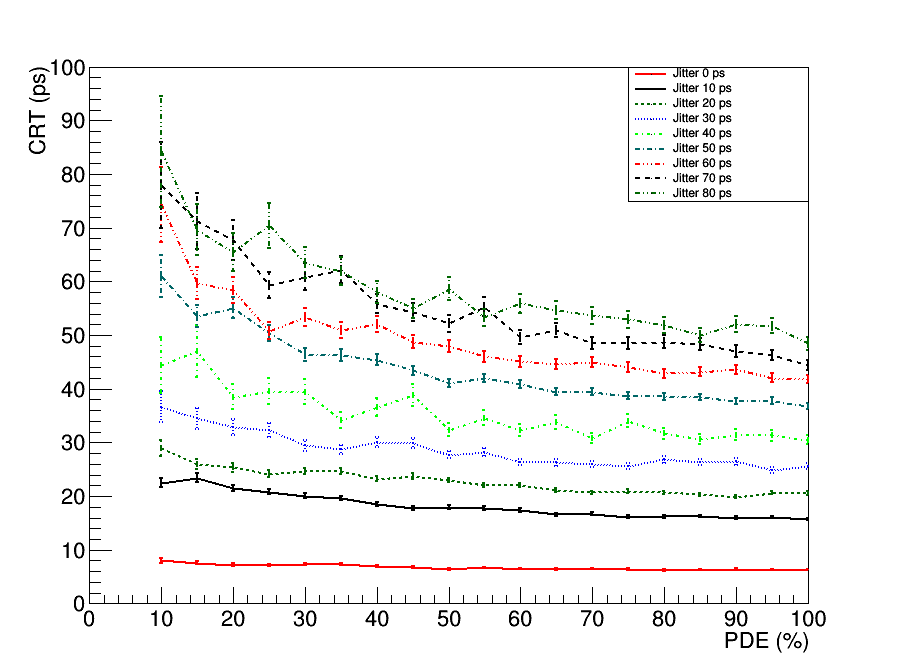 CRT (ps)
100
90
80
70
60
50
40
30
20
10
0
Jitter 0 ps
Jitter 10 ps
Jitter 20 ps
Jitter 30 ps
Jitter 40 ps
Jitter 50 ps
Jitter 60 ps
Jitter 70 ps
Jitter 80 ps
0 10 20 30 40 50 60 70 80 90 100
PDE (%)